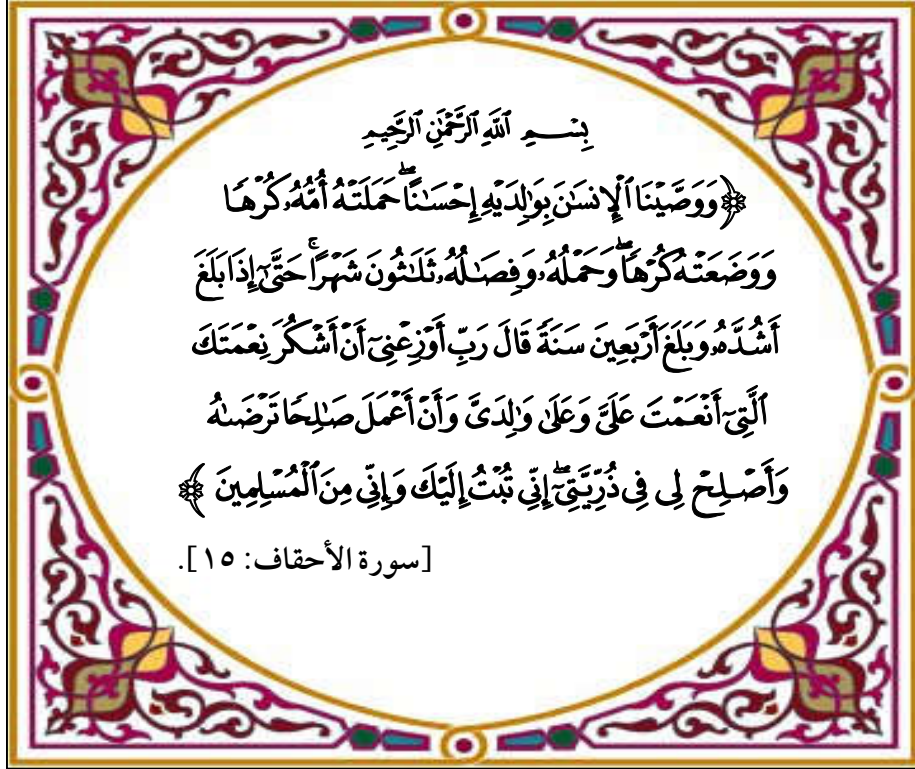 بِسْمِ ٱللَّهِ ٱلرَّحْمَٰنِ ٱلرَّحِيمِ
﴿وَوَصَّيْنَا ٱلْإِنسَٰنَ بِوَٰلِدَيْهِ إِحْسَٰنًا ۖ حَمَلَتْهُ أُمُّهُۥ كُرْهًا
وَوَضَعَتْهُ كُرْهًا ۖ وَحَمْلُهُۥ وَفِصَٰلُهُۥ ثَلَٰثُونَ شَهْرًا ۚ حَتَّىٰٓ إِذَا بَلَغَ
أَشُدَّهُۥ وَبَلَغَ أَرْبَعِينَ سَنَةً قَالَ رَبِّ أَوْزِعْنِىٓ أَنْ أَشْكُرَ نِعْمَتَكَ
ٱلَّتِىٓ أَنْعَمْتَ عَلَىَّ وَعَلَىٰ وَٰلِدَىَّ وَأَنْ أَعْمَلَ صَٰلِحًا تَرْضَىٰهُ
وَأَصْلِحْ لِى فِى ذُرِّيَّتِىٓ ۖ إِنِّى تُبْتُ إِلَيْكَ وَإِنِّى مِنَ ٱلْمُسْلِمِينَ﴾
[سورة الأحقاف: ١٥].